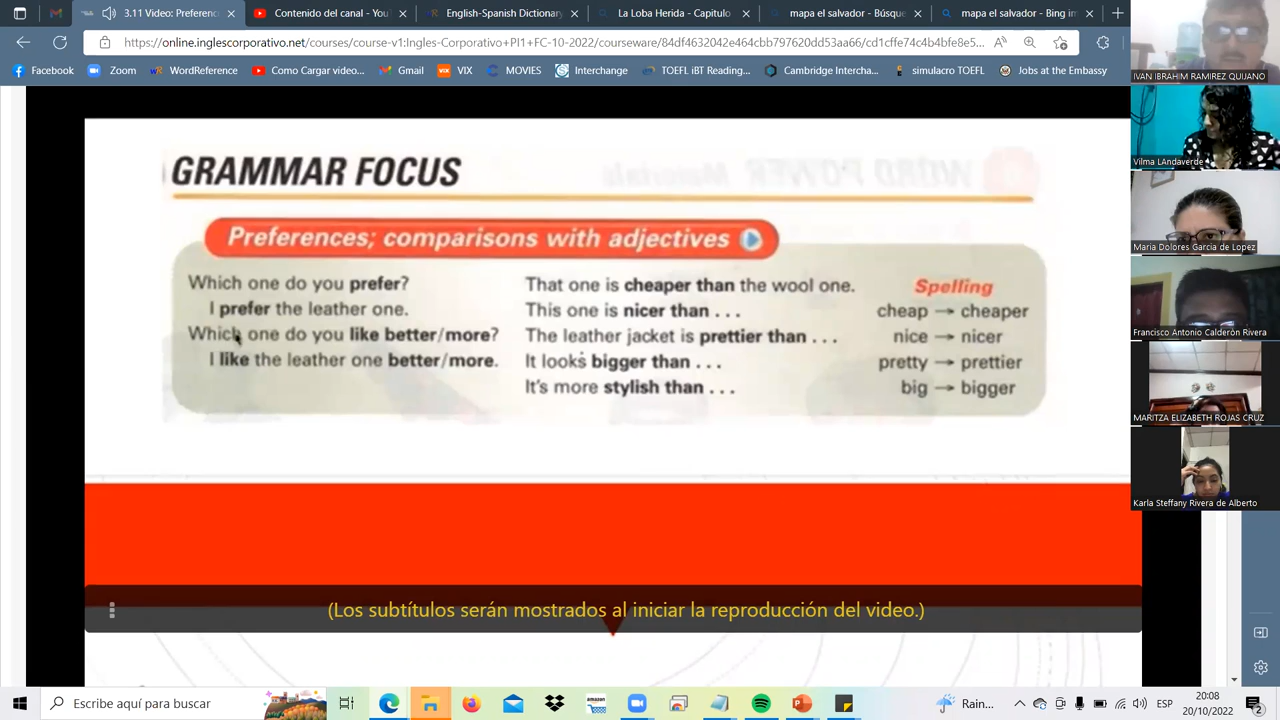 3.11 Video: Preferenc
Contenido del canal - You
English-Spanish Dictionary
La Loba Herida - Capitulo
mapa el salvador - Búsque
mapa el salvador - Bing im
https://online.inglescorporativo.net/courses/course-v1:Ingles-Corporativo+PI1+FC-10-2022/courseware/84df4632042e464cbb797620dd53aa66/cd1cffe74c4b4bfe8e5...
Facebook
Zoom
WordReference
Como Cargar video...
Gmail
VIX
MOVIES
Interchange
TOEFL iBT Reading...
Cambridge Intercha...
simulacro TOEFL
Jobs at the Embassy
IVAN IBRAHIM RAMIREZ QUIJANO
Vilma LAndaverde
Maria Dolores García de Lopez
Francisco Antonio Calderón Rivera
MARITZA ELIZABETH ROJAS CRUZ
Karla Steffany Rivera de Alberto
GRAMMAR FOCUS
Preferences; comparisons with adjectives
Which one do you prefer?
I prefer the leather one.
Which one do you like better/more?
I like the leather one better/more.
That one is cheaper than the wool one.
This one is nicer than . . .
The leather jacket is prettier than . . .
It looks bigger than . . .
It's more stylish than . . .
Spelling
cheap → cheaper
nice → nicer
pretty → prettier
big → bigger
(Los subtítulos serán mostrados al iniciar la reproducción del video.)
Escribe aquí para buscar
Rain...
ESP
20:08
20/10/2022
2